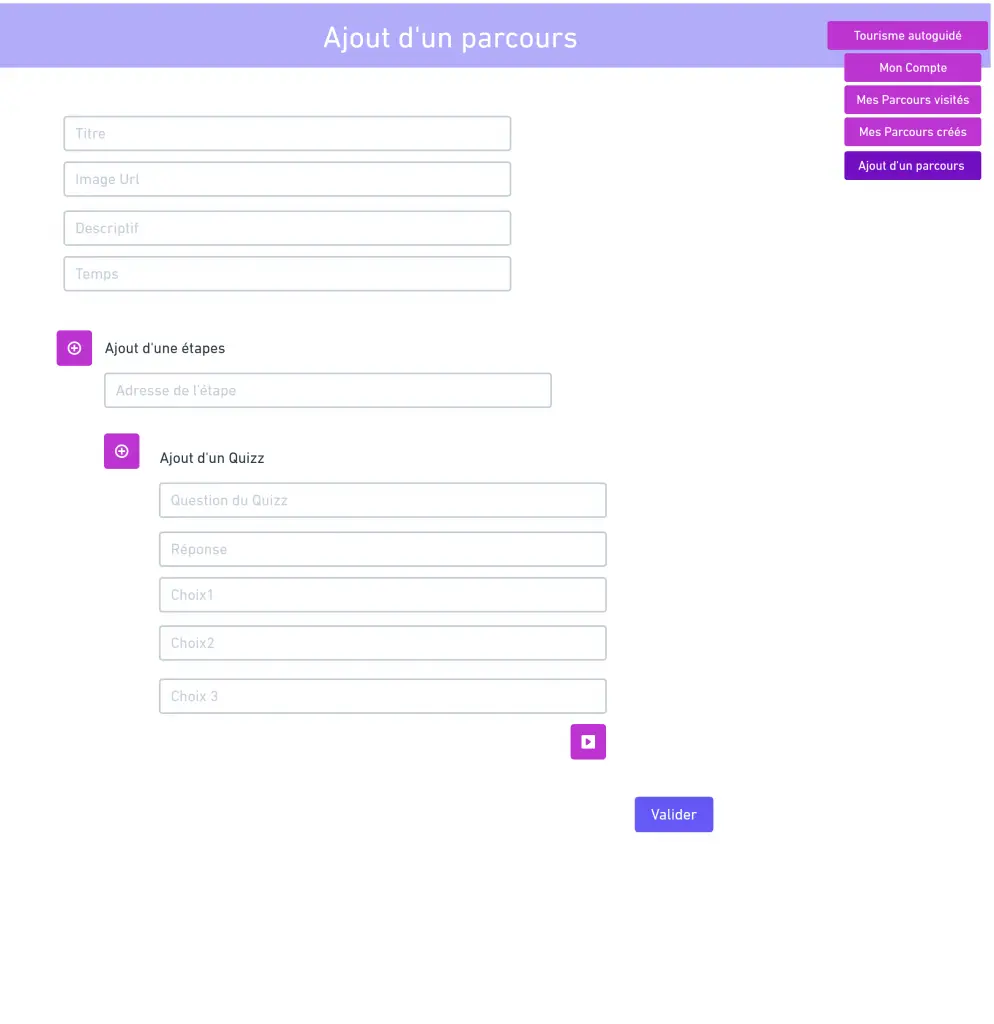 Ajout d'un parcours
Tourisme autoguidé
Mon Compte
Mes Parcours visités
Mes Parcours créés
Ajout d'un parcours
Titre
Image Url
Descriptif
Temps
Ajout d'une étapes
Adresse de l'étape
Ajout d'un Quizz
Question du Quizz
Réponse
Choix1
Choix2
Choix 3
Valider